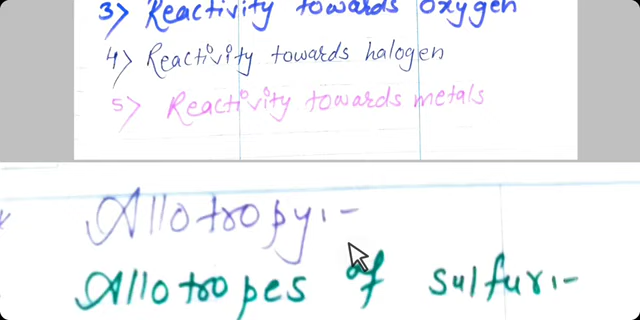 3> Reactivity towards oxygen
4> Reactivity towards halogen
5> Reactivity towards metals
Allotropy:-
Allotropes of sulfur:-